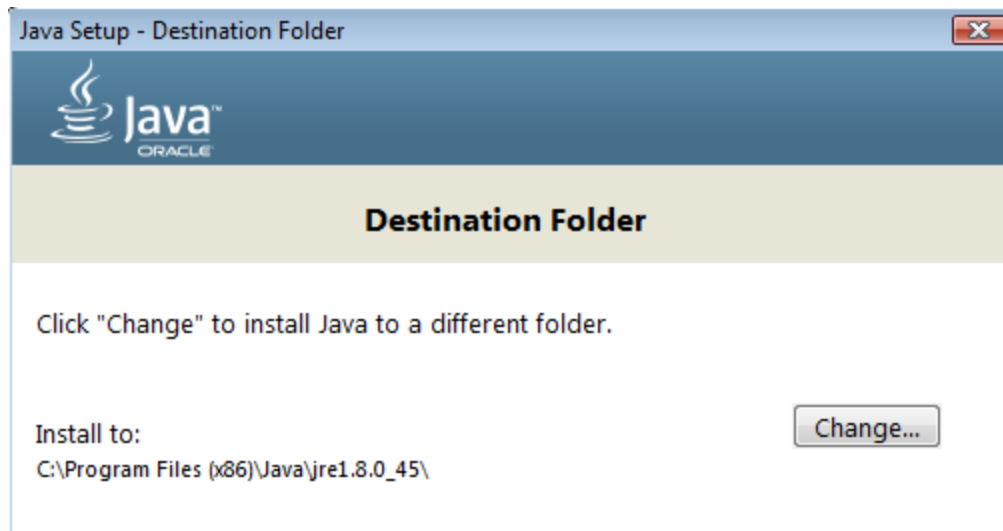 Java Setup - Destination Folder
Java™
ORACLE
Destination Folder
Click "Change" to install Java to a different folder.
Change...
Install to:
C:\Program Files (x86)\Java\jre1.8.0_45\